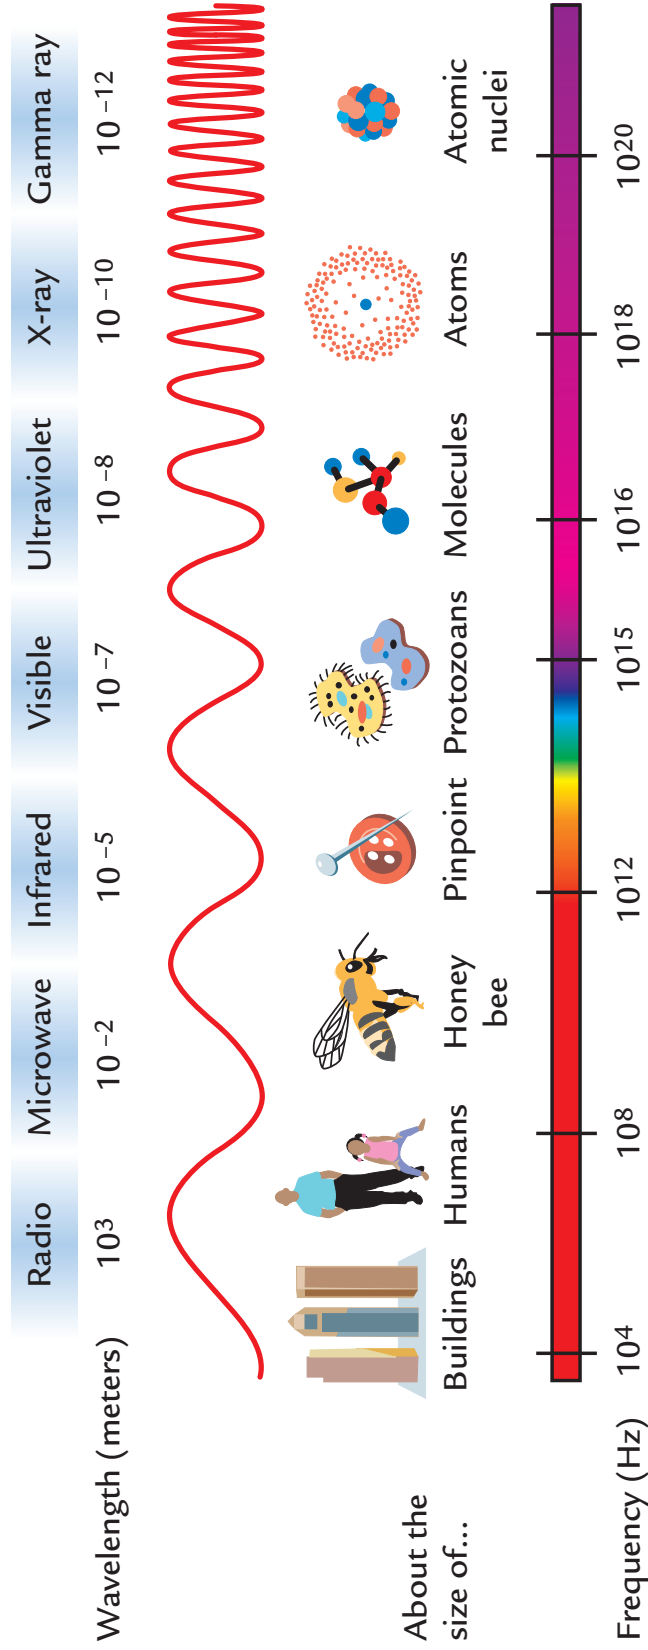 Radio Microwave Infrared Visible Ultraviolet X-ray Gamma ray
Wavelength (meters) 10³ 10⁻² 10⁻⁵ 10⁻⁷ 10⁻⁸ 10⁻¹⁰ 10⁻¹²
About the
size of...
Buildings Humans Honey
bee
Pinpoint Protozoans Molecules Atoms Atomic
nuclei
Frequency (Hz) 10⁴ 10⁸ 10¹² 10¹⁵ 10¹⁶ 10¹⁸ 10²⁰